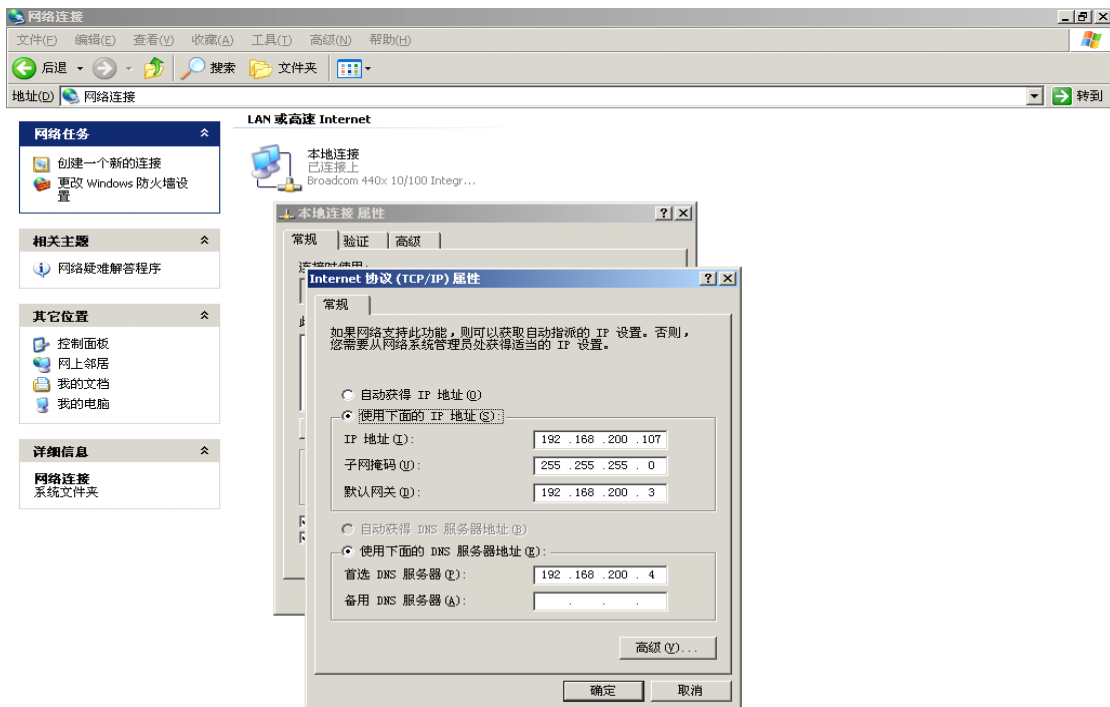 网络连接
文件(F) 编辑(E) 查看(V) 收藏(A) 工具(T) 高级(N) 帮助(H)
后退 搜索 文件夹
地址(D) 网络连接 转到
网络任务
创建一个新的连接
更改 Windows 防火墙设
置
相关主题
网络疑难解答程序
其它位置
控制面板
网上邻居
我的文档
我的电脑
详细信息
网络连接
系统文件夹
LAN 或高速 Internet
本地连接
已连接上
Broadcom 440x 10/100 Integr...
本地连接 属性
常规 验证 高级
连接时使用:
Internet 协议 (TCP/IP) 属性
常规
如果网络支持此功能，则可以获取自动指派的 IP 设置。否则，
您需要从网络系统管理员处获得适当的 IP 设置。
自动获得 IP 地址(O)
使用下面的 IP 地址(S):
IP 地址(I): 192 .168 .200 .107
子网掩码(U): 255 .255 .255 . 0
默认网关(D): 192 .168 .200 . 3
自动获得 DNS 服务器地址(B)
使用下面的 DNS 服务器地址(E):
首选 DNS 服务器(P): 192 .168 .200 . 4
备用 DNS 服务器(A): . . .
高级(V)...
确定 取消